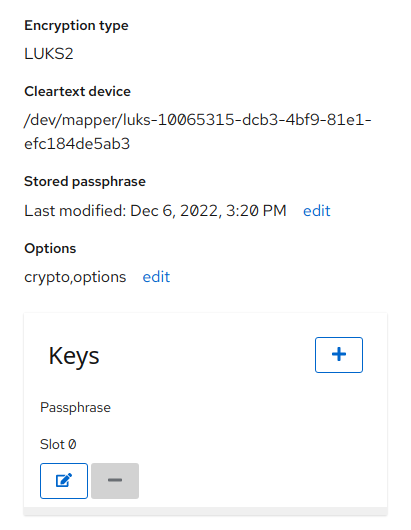 Encryption type
LUKS2
Cleartext device
/dev/mapper/luks-10065315-dcb3-4bf9-81e1-
efc184de5ab3
Stored passphrase
Last modified: Dec 6, 2022, 3:20 PM edit
Options
crypto,options edit
Keys
Passphrase
Slot 0